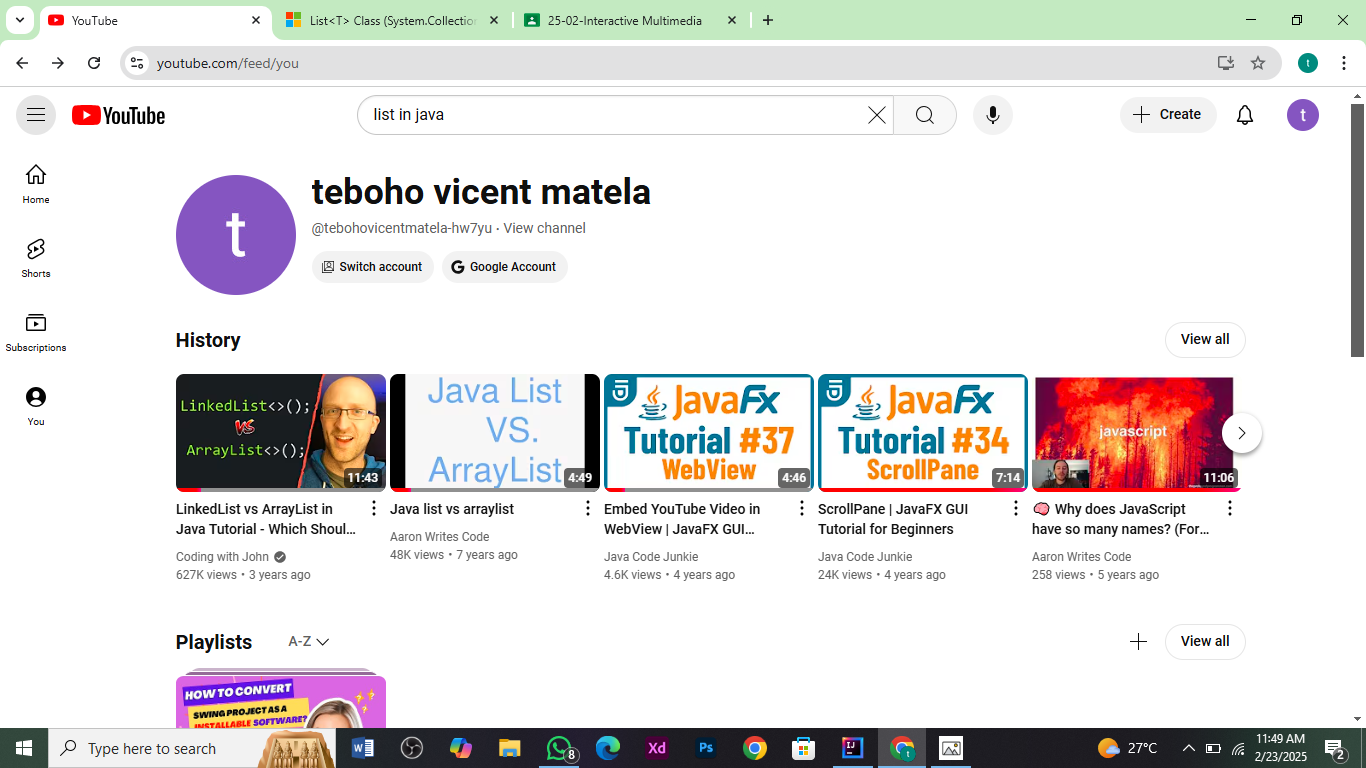 YouTube
List<T> Class (System.Collection
25-02-Interactive Multimedia
youtube.com/feed/you
t
YouTube
list in java
Create
t
Home
Shorts
Subscriptions
You
t
teboho vicent matela
@tebohovicentmatela-hw7yu · View channel
Switch account
Google Account
History
View all
LinkedList<>();
VS
ArrayList<>();
11:43
Java List
VS.
ArrayList
4:49
JavaFx
Tutorial #37
WebView
4:46
JavaFx
Tutorial #34
ScrollPane
7:14
javascript
11:06
LinkedList vs ArrayList in
Java Tutorial - Which Shoul...
Coding with John
627K views • 3 years ago
Java list vs arraylist
Aaron Writes Code
48K views • 7 years ago
Embed YouTube Video in
WebView | JavaFX GUI...
Java Code Junkie
4.6K views • 4 years ago
ScrollPane | JavaFX GUI
Tutorial for Beginners
Java Code Junkie
24K views • 4 years ago
🧠 Why does JavaScript
have so many names? (For...
Aaron Writes Code
258 views • 5 years ago
Playlists
A-Z
View all
HOW TO CONVERT
SWING PROJECT AS A
INSTALLABLE SOFTWARE?
Type here to search
8
Xd
Ps
IJ
t
27°C
11:49 AM
2/23/2025
2